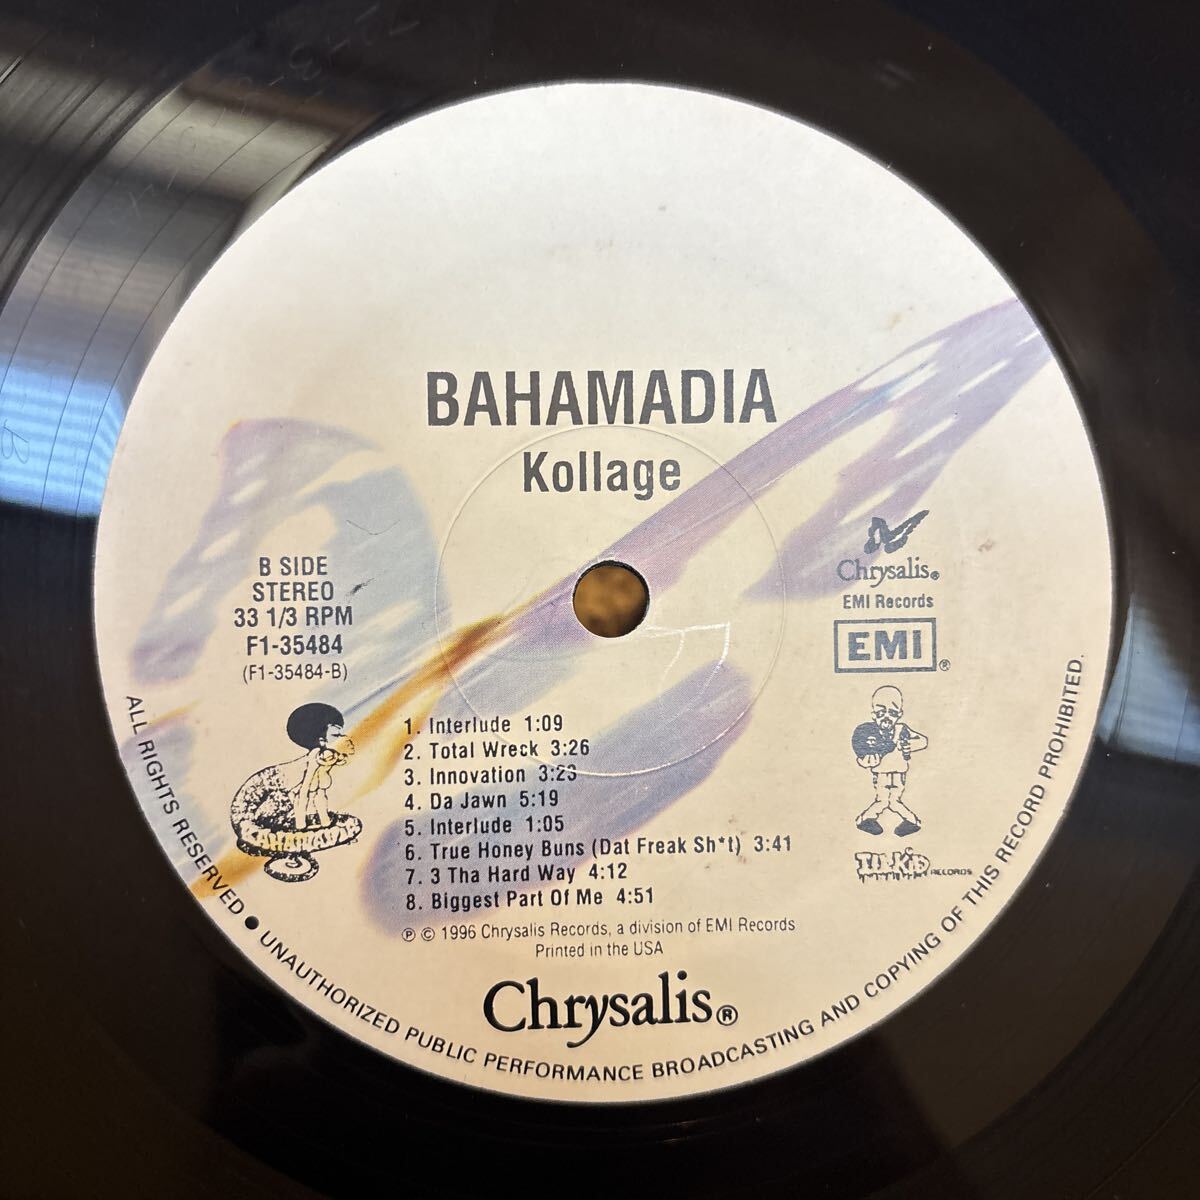 BAHAMADIA
Kollage
B SIDE
STEREO
33 1/3 RPM
F1-35484
(F1-35484-B)
Chrysalis®
EMI Records
EMI®
BAHAMADIA
1. Interlude 1:09
2. Total Wreck 3:26
3. Innovation 3:23
4. Da Jawn 5:19
5. Interlude 1:05
6. True Honey Buns (Dat Freak Sh*t) 3:41
7. 3 Tha Hard Way 4:12
8. Biggest Part Of Me 4:51
RECORDS
℗ © 1996 Chrysalis Records, a division of EMI Records
Printed in the USA
Chrysalis®
ALL RIGHTS RESERVED • UNAUTHORIZED PUBLIC PERFORMANCE BROADCASTING AND COPYING OF THIS RECORD PROHIBITED.